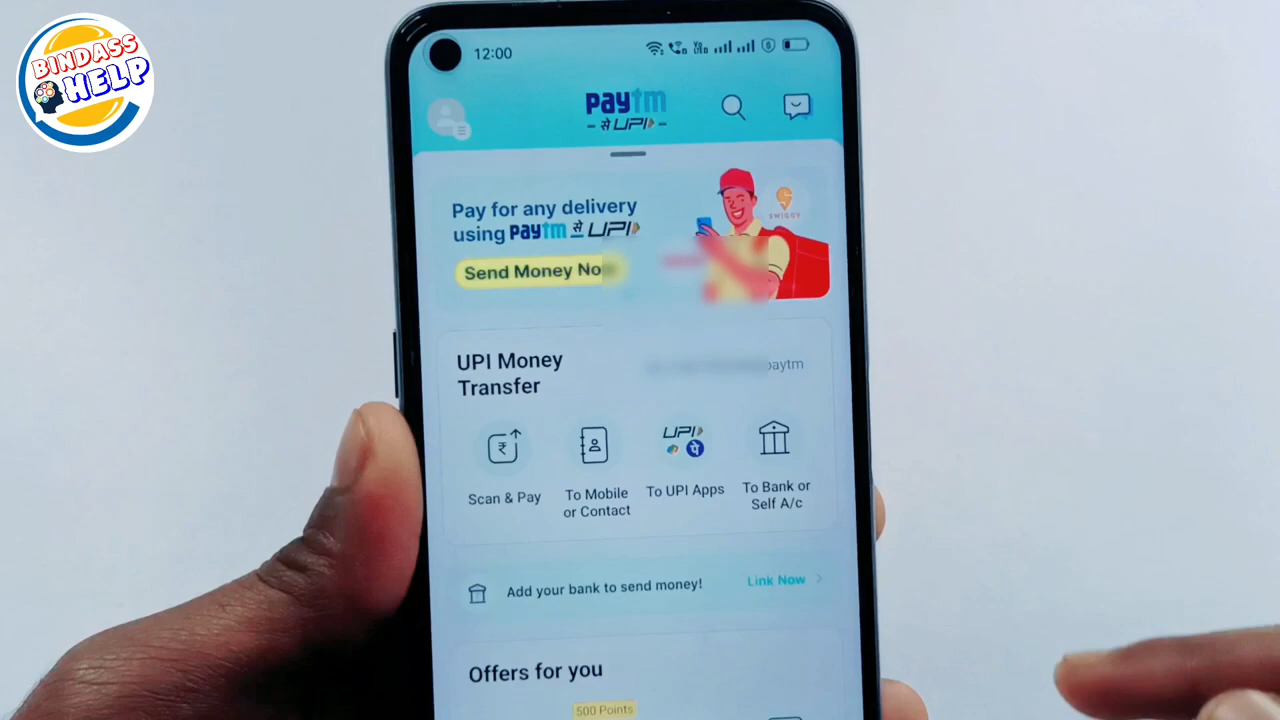 BINDASS
HELP
12:00
paytm
से UPI
Pay for any delivery
using paytm से UPI
SWIGGY
Send Money No
UPI Money
Transfer
paytm
UPI
पे
Scan & Pay
To Mobile
or Contact
To UPI Apps
To Bank or
Self A/c
Add your bank to send money!
Link Now
Offers for you
500 Points